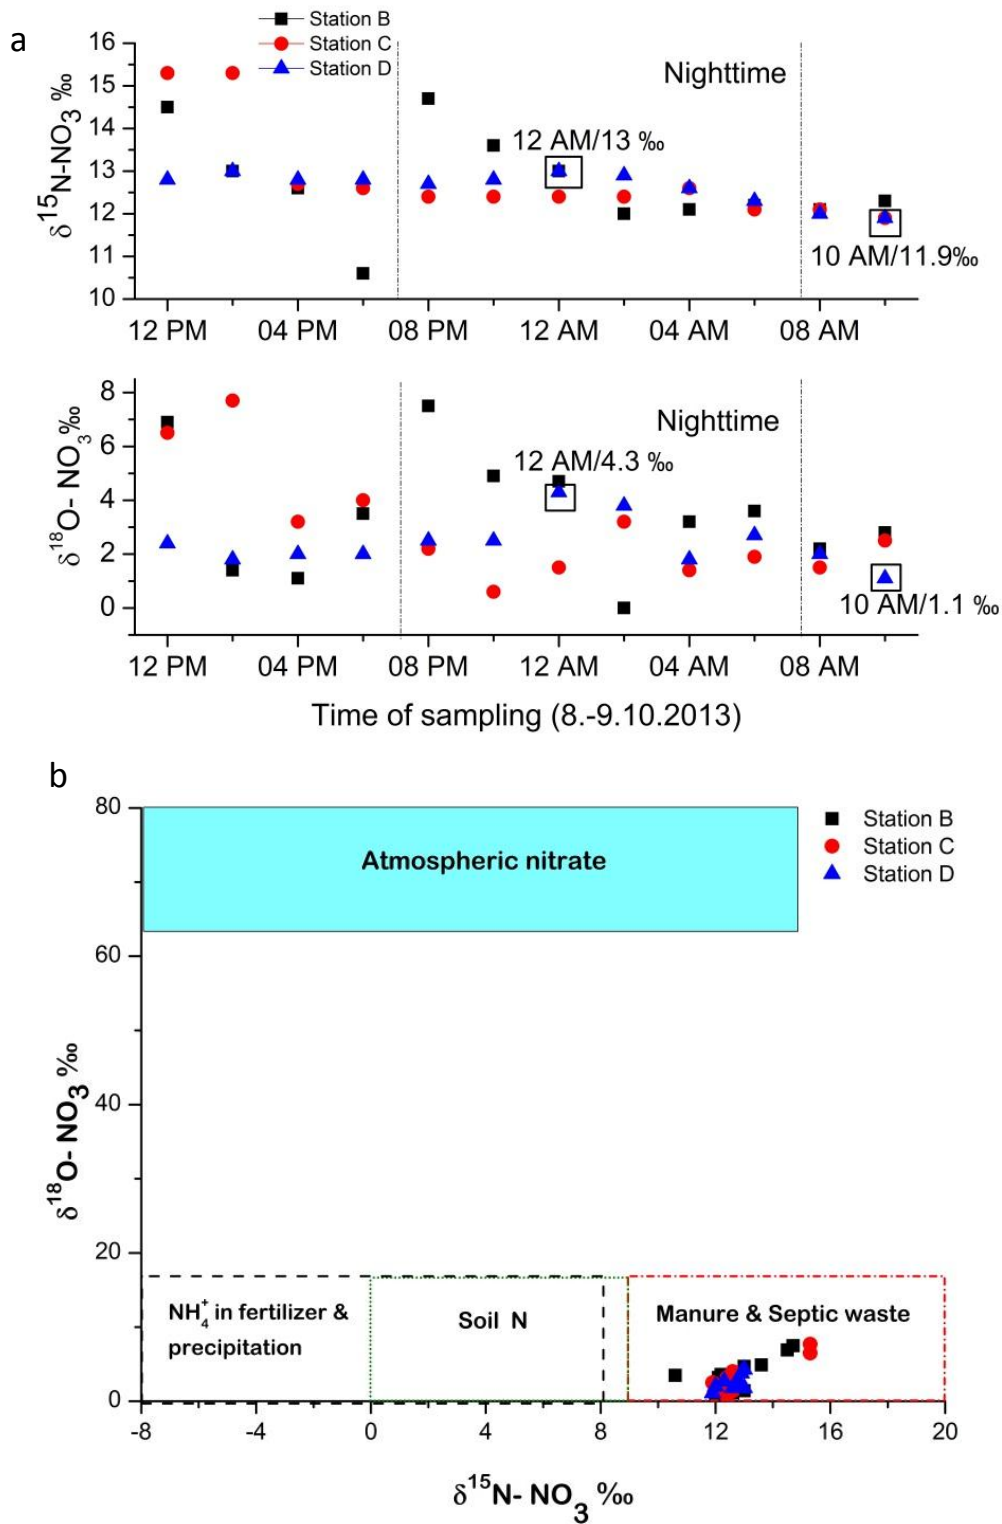 a
Station B
Station C
Station D
16
15
14
13
12
11
10
δ15N-NO3 ‰
Nighttime
12 AM/13 ‰
10 AM/11.9‰
12 PM 04 PM 08 PM 12 AM 04 AM 08 AM
8
6
4
2
0
δ18O- NO3‰
Nighttime
12 AM/4.3 ‰
10 AM/1.1 ‰
12 PM 04 PM 08 PM 12 AM 04 AM 08 AM
Time of sampling (8.-9.10.2013)
b
80
60
40
20
0
δ18O- NO3 ‰
Atmospheric nitrate
Station B
Station C
Station D
NH4+ in fertilizer &
precipitation
Soil N
Manure & Septic waste
-8 -4 0 4 8 12 16 20
δ15N- NO3 ‰